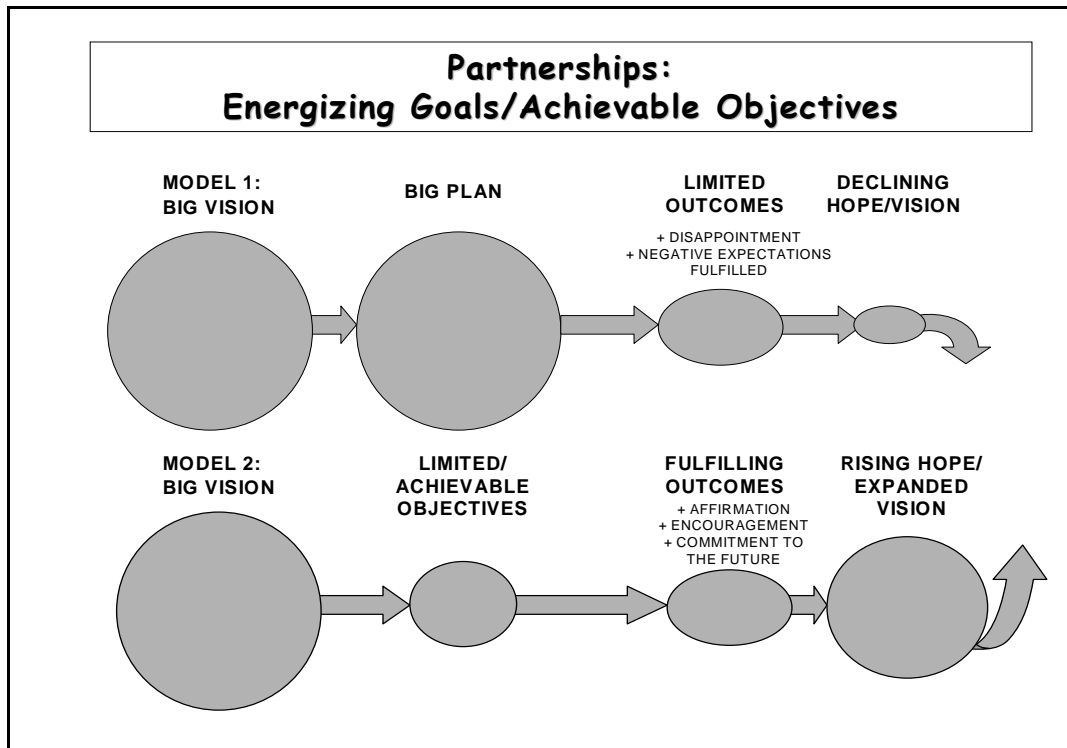 Partnerships:
Energizing Goals/Achievable Objectives
MODEL 1:
BIG VISION
BIG PLAN
LIMITED
OUTCOMES
+ DISAPPOINTMENT
+ NEGATIVE EXPECTATIONS
FULFILLED
DECLINING
HOPE/VISION
MODEL 2:
BIG VISION
LIMITED/
ACHIEVABLE
OBJECTIVES
FULFILLING
OUTCOMES
+ AFFIRMATION
+ ENCOURAGEMENT
+ COMMITMENT TO
THE FUTURE
RISING HOPE/
EXPANDED
VISION